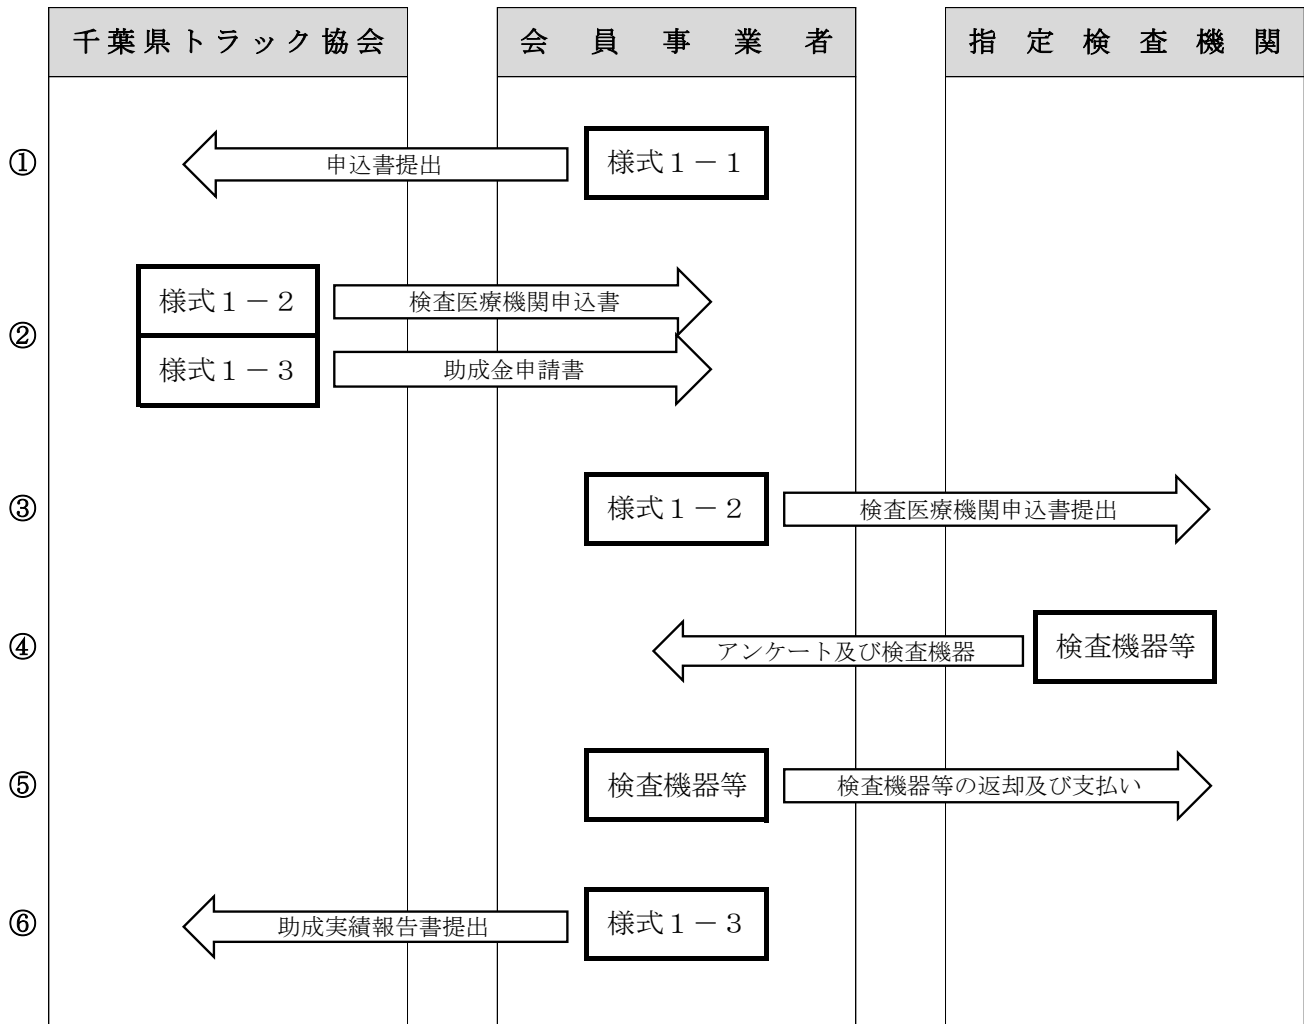 千葉県トラック協会
会員事業者
指定検査機関
①
申込書提出
様式１－１
②
様式１－２
検査医療機関申込書
様式１－３
助成金申請書
③
様式１－２
検査医療機関申込書提出
④
アンケート及び検査機器
検査機器等
⑤
検査機器等
検査機器等の返却及び支払い
⑥
助成実績報告書提出
様式１－３